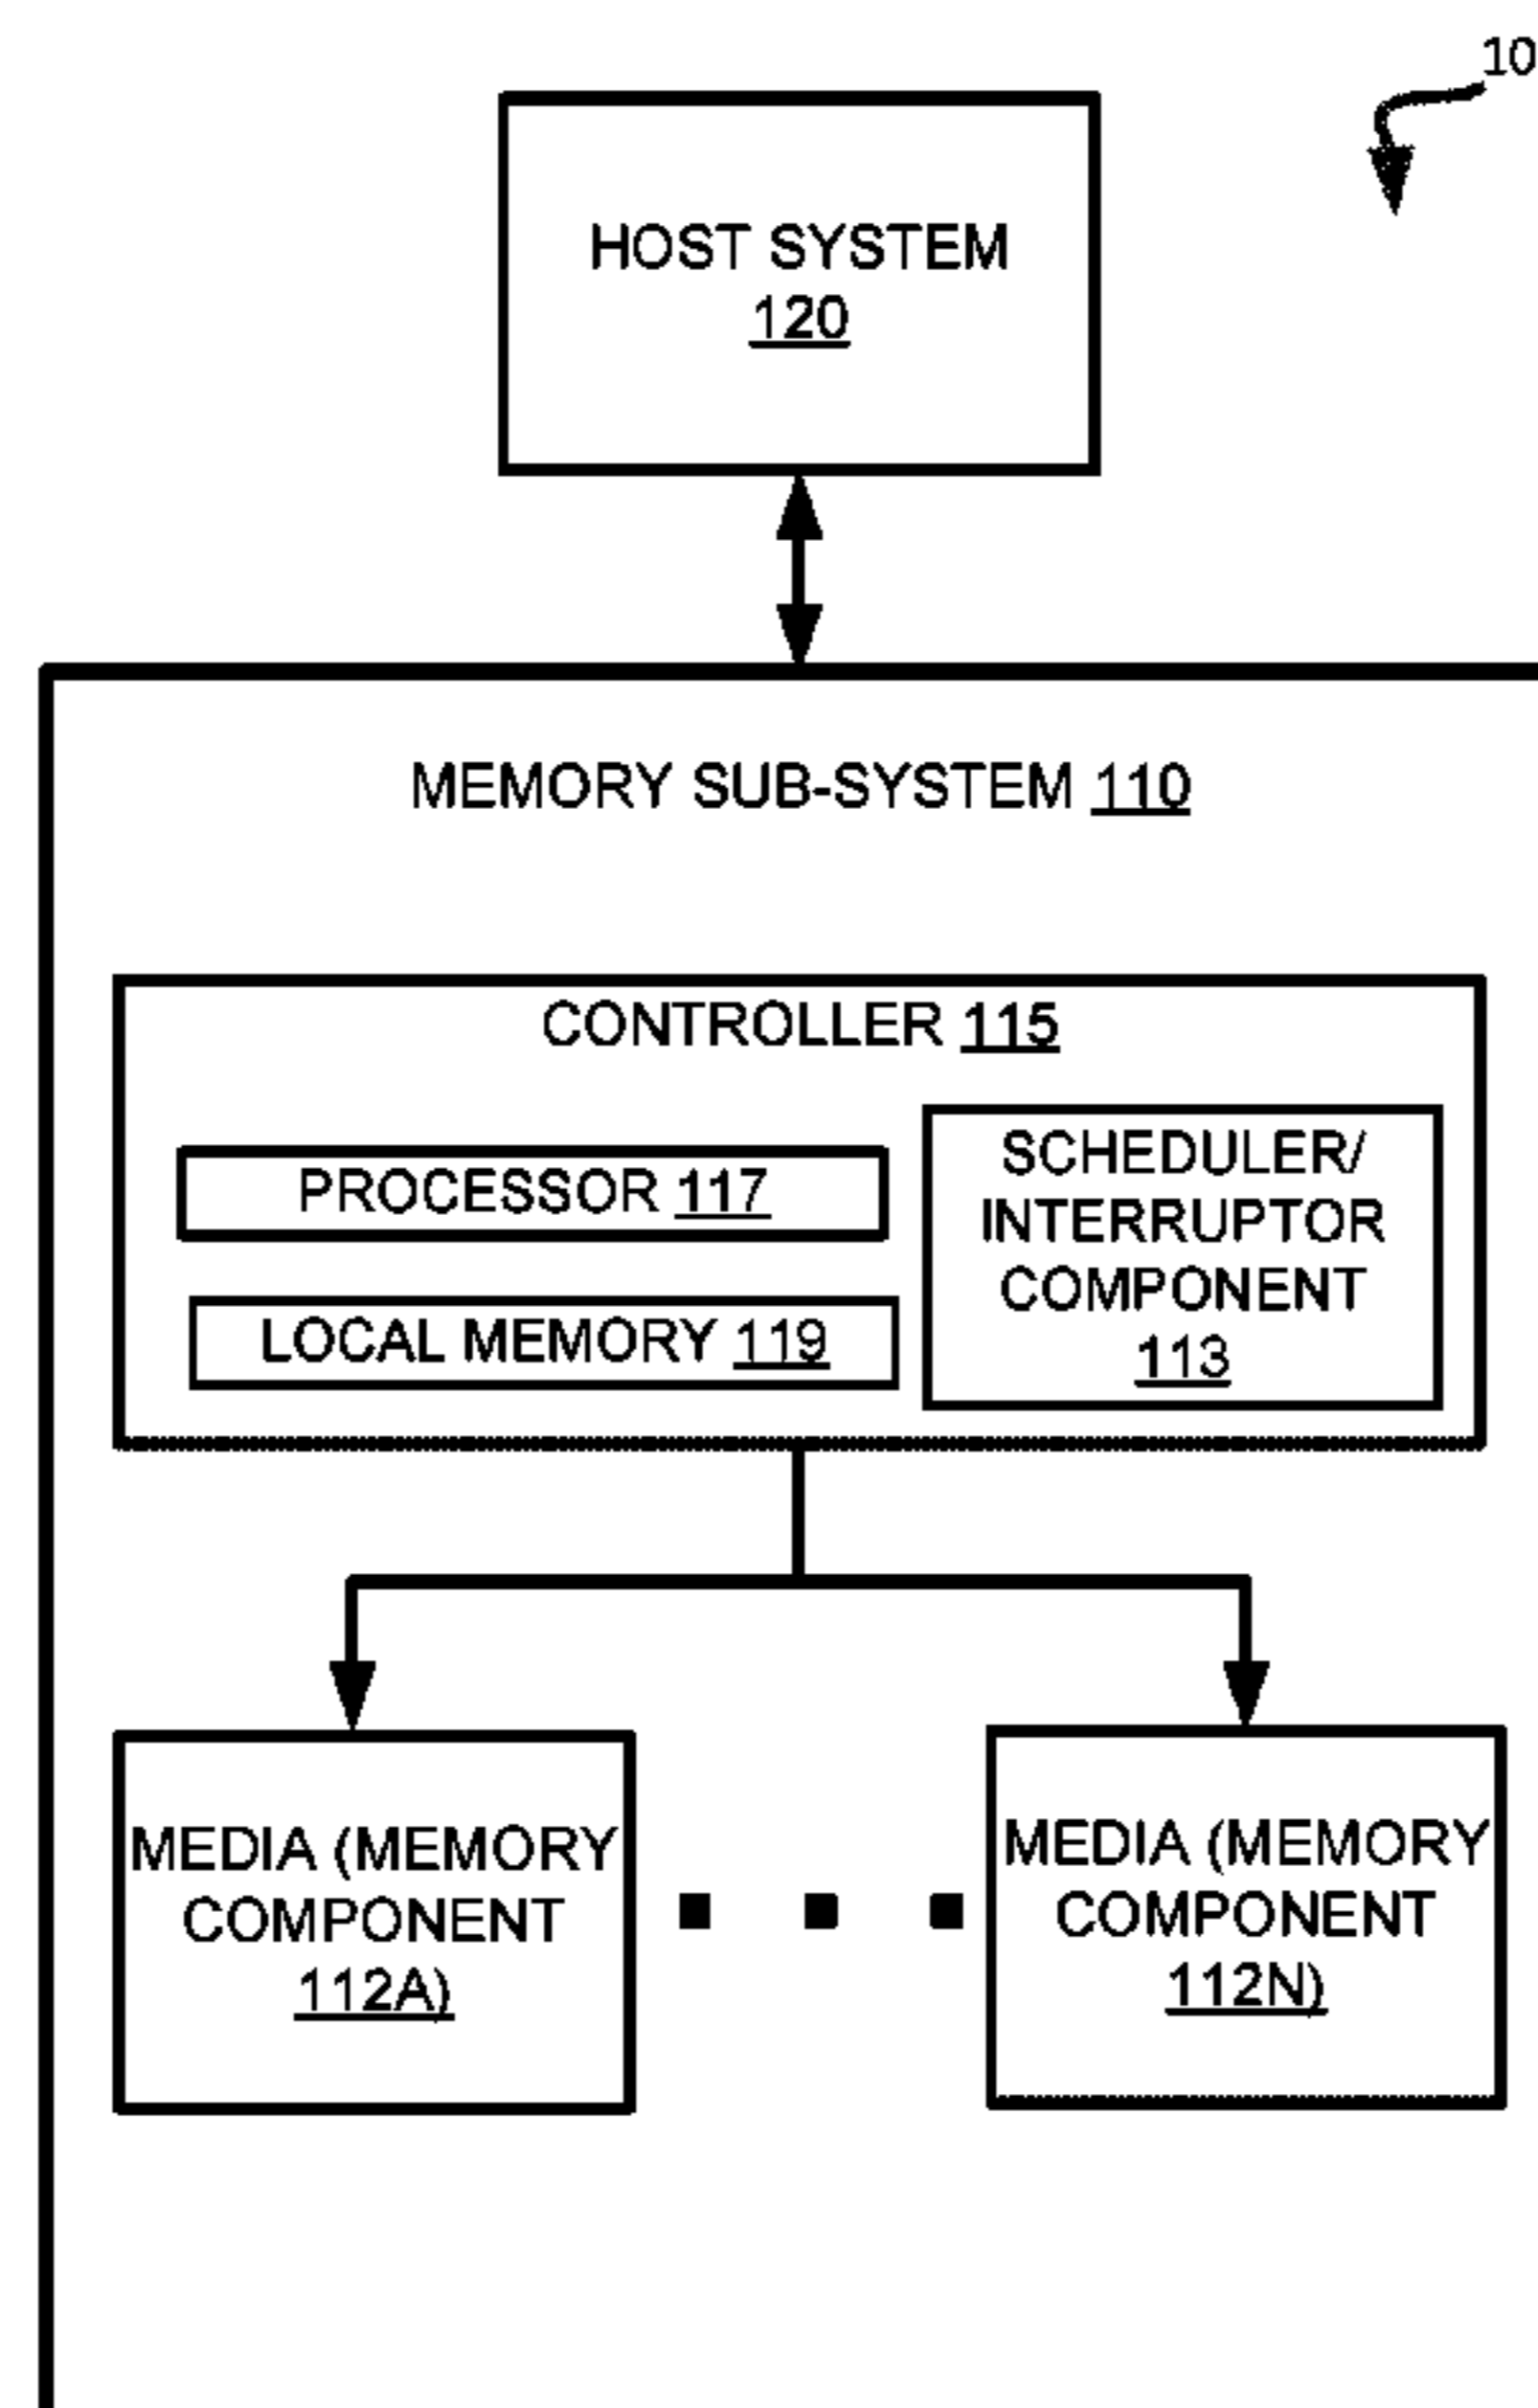 10
HOST SYSTEM
120
MEMORY SUB-SYSTEM 110
CONTROLLER 115
PROCESSOR 117
LOCAL MEMORY 119
SCHEDULER/
INTERRUPTOR
COMPONENT
113
MEDIA (MEMORY
COMPONENT
112A)
MEDIA (MEMORY
COMPONENT
112N)